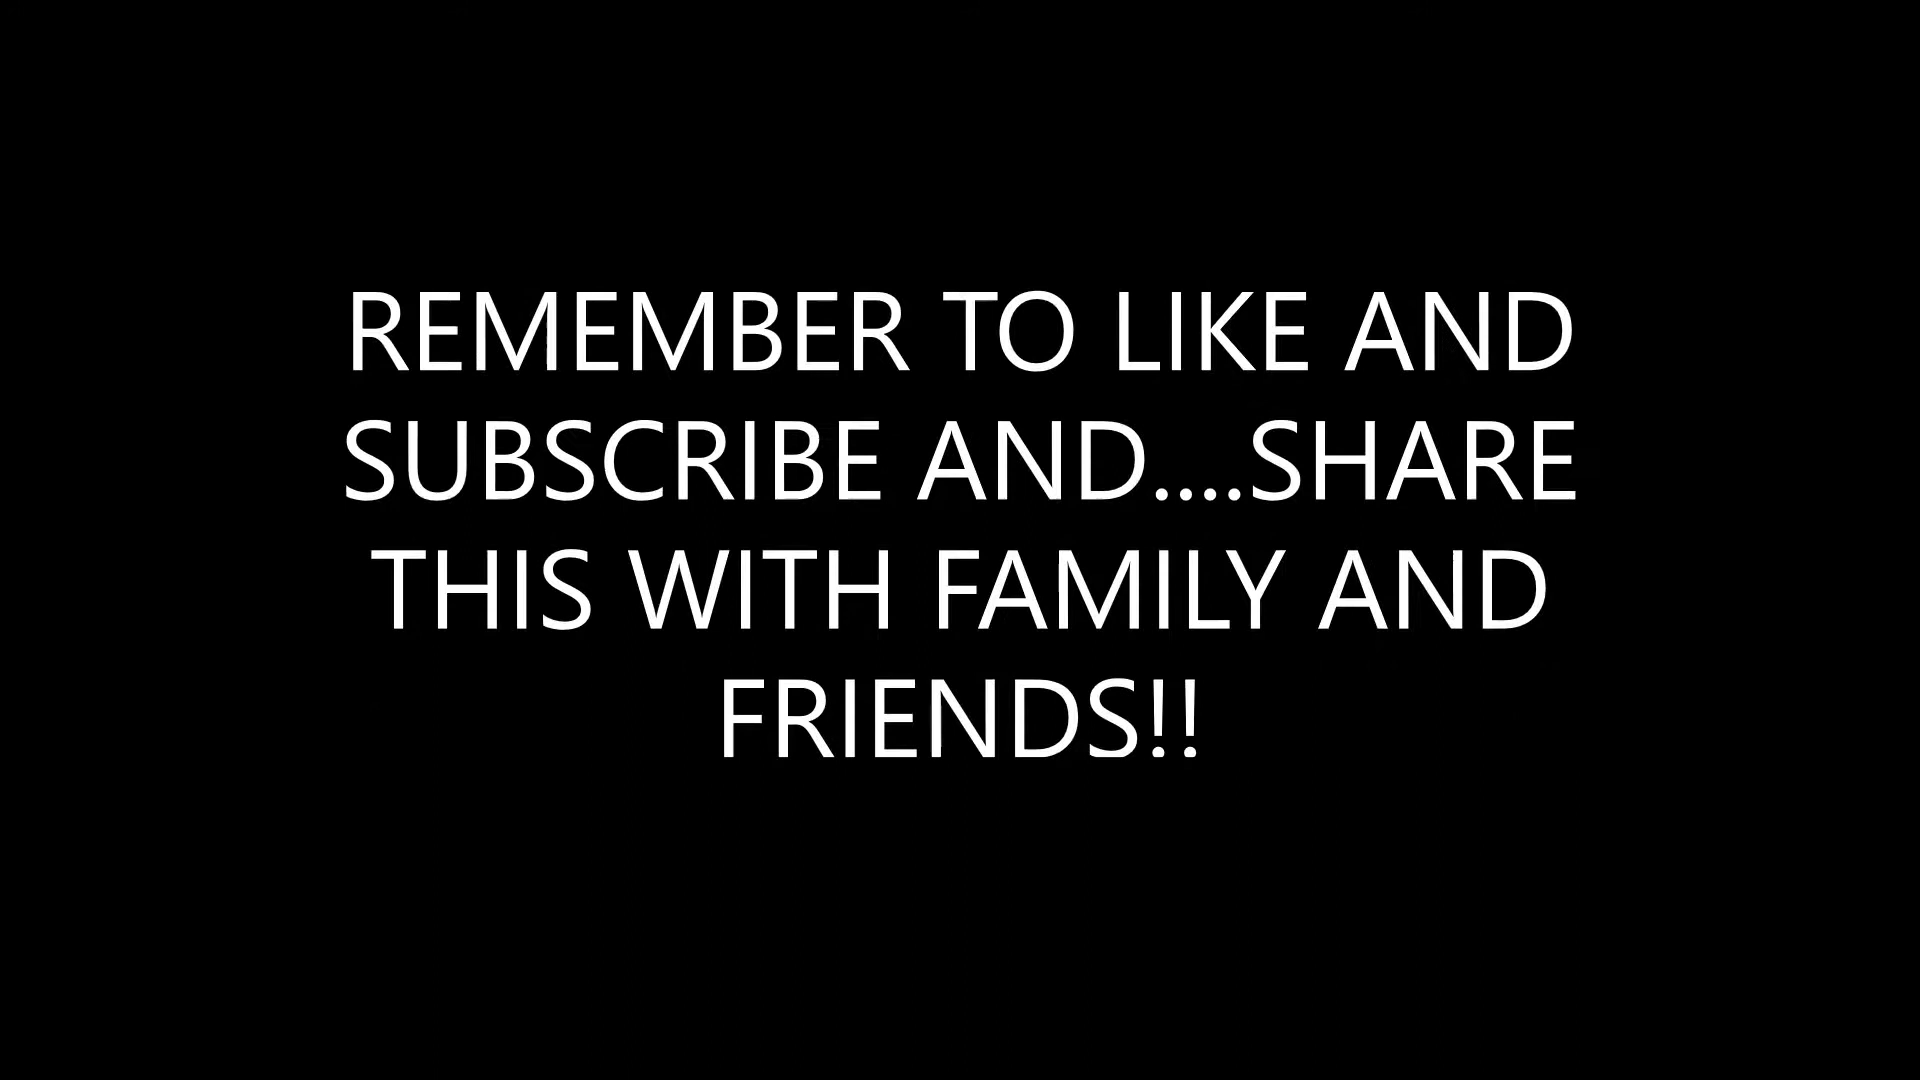 REMEMBER TO LIKE AND
SUBSCRIBE AND....SHARE
THIS WITH FAMILY AND
FRIENDS!!